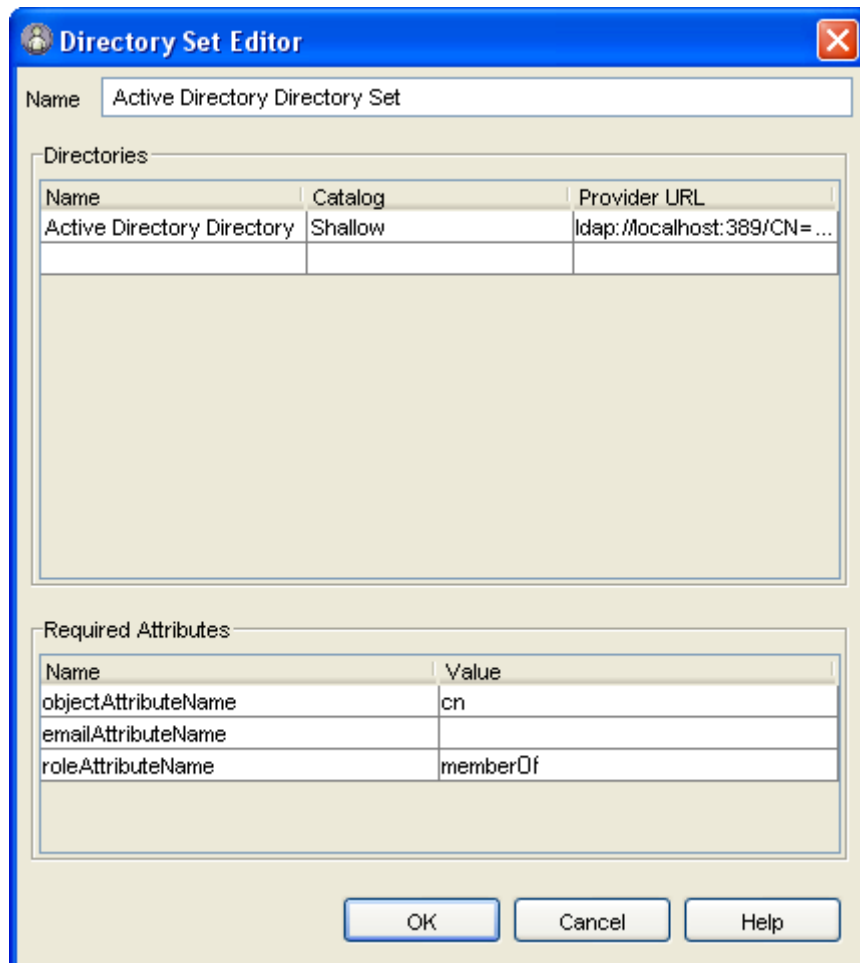 Directory Set Editor
Name Active Directory Directory Set
Directories
Name Catalog Provider URL
Active Directory Directory Shallow ldap://localhost:389/CN=...
Required Attributes
Name Value
objectAttributeName cn
emailAttributeName
roleAttributeName memberOf
OK Cancel Help